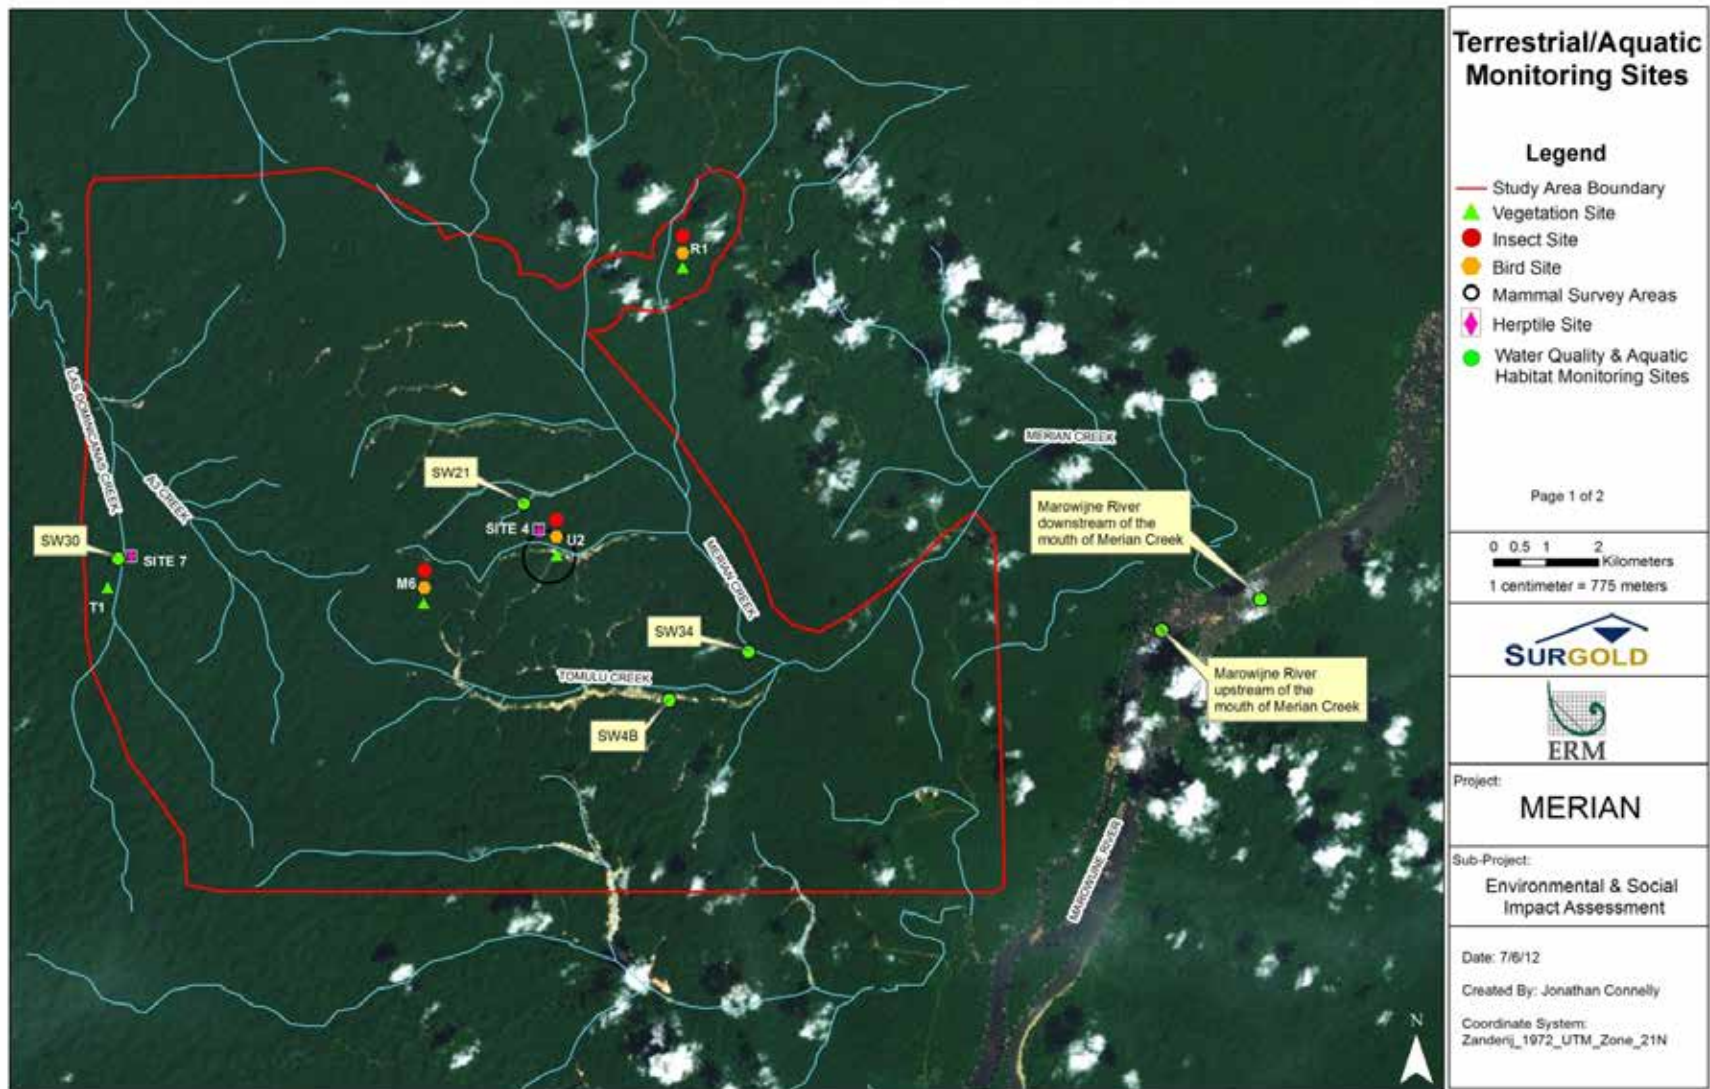 Terrestrial/Aquatic
Monitoring Sites
Legend
Study Area Boundary
Vegetation Site
Insect Site
Bird Site
Mammal Survey Areas
Herptile Site
Water Quality & Aquatic
Habitat Monitoring Sites
Page 1 of 2
0 0.5 1 2
Kilometers
1 centimeter = 775 meters
SURGOLD
ERM
Project:
MERIAN
Sub-Project:
Environmental & Social
Impact Assessment
Date: 7/6/12
Created By: Jonathan Connelly
Coordinate System:
Zanderij_1972_UTM_Zone_21N
R1
LAS DOMINICANAS CREEK
A3 CREEK
MERIAN CREEK
SW21
SITE 4
U2
Marowijne River
downstream of the
mouth of Merian Creek
SW30
SITE 7
M6
T1
MERIAN CREEK
SW34
TOMULU CREEK
SW4B
Marowijne River
upstream of the
mouth of Merian Creek
MAROWIJNE RIVER
N